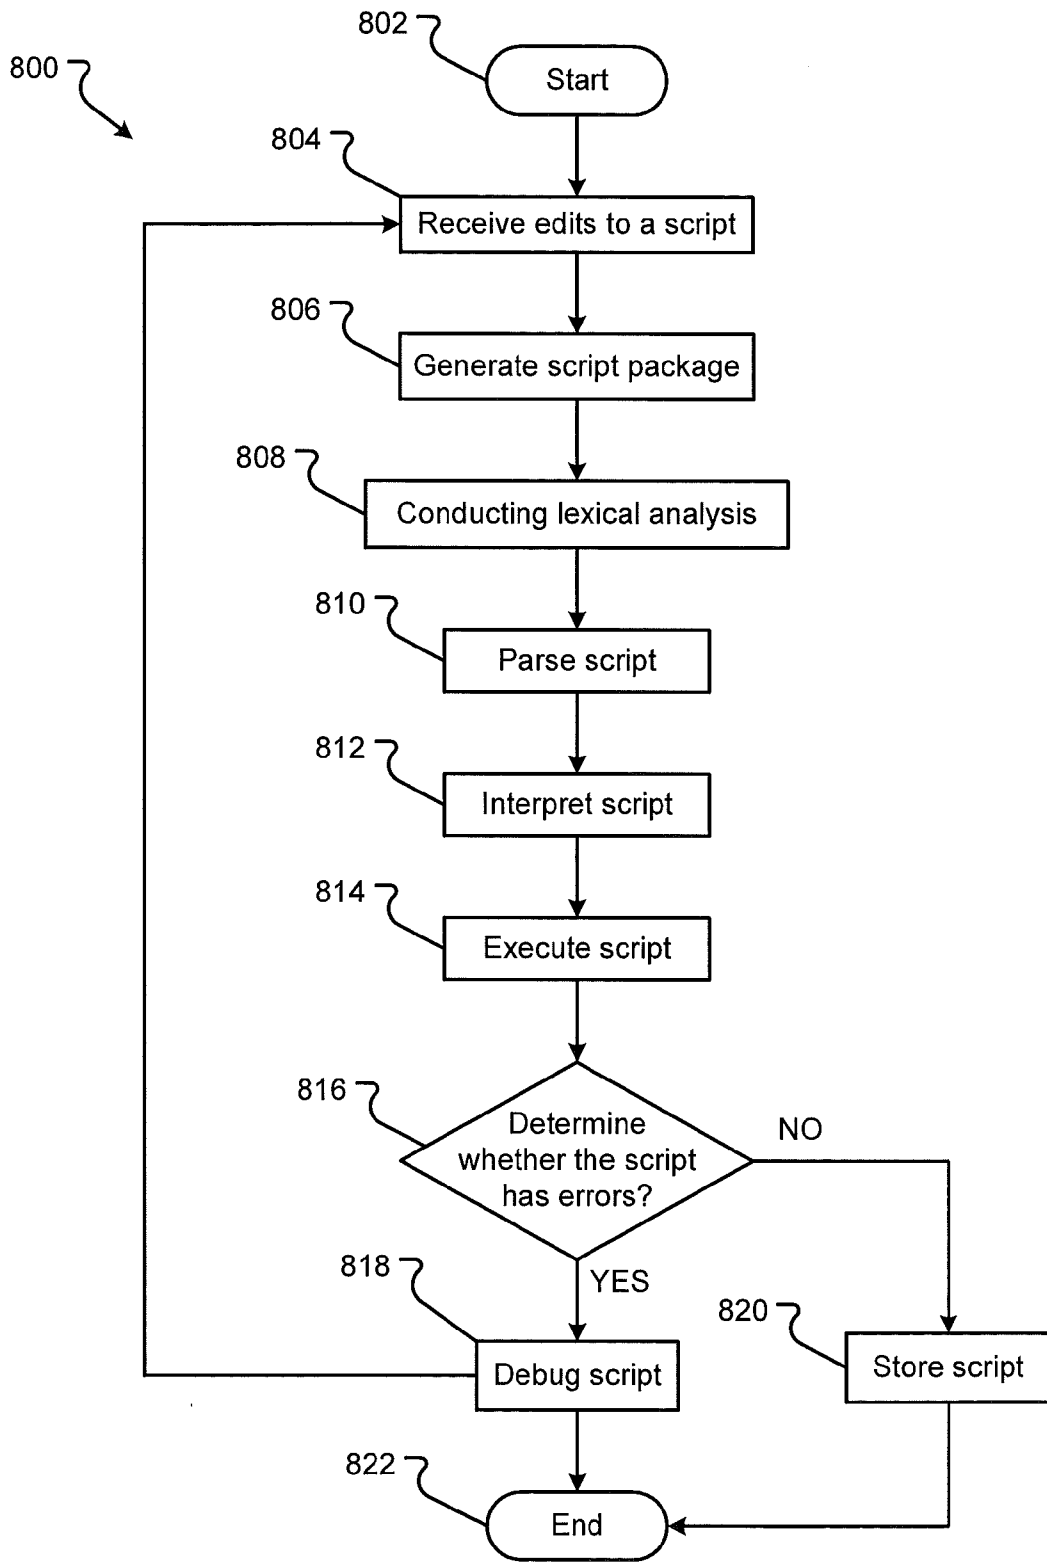 802
Start
800
804
Receive edits to a script
806
Generate script package
808
Conducting lexical analysis
810
Parse script
812
Interpret script
814
Execute script
816
Determine
whether the script
has errors?
NO
YES
818
Debug script
820
Store script
822
End